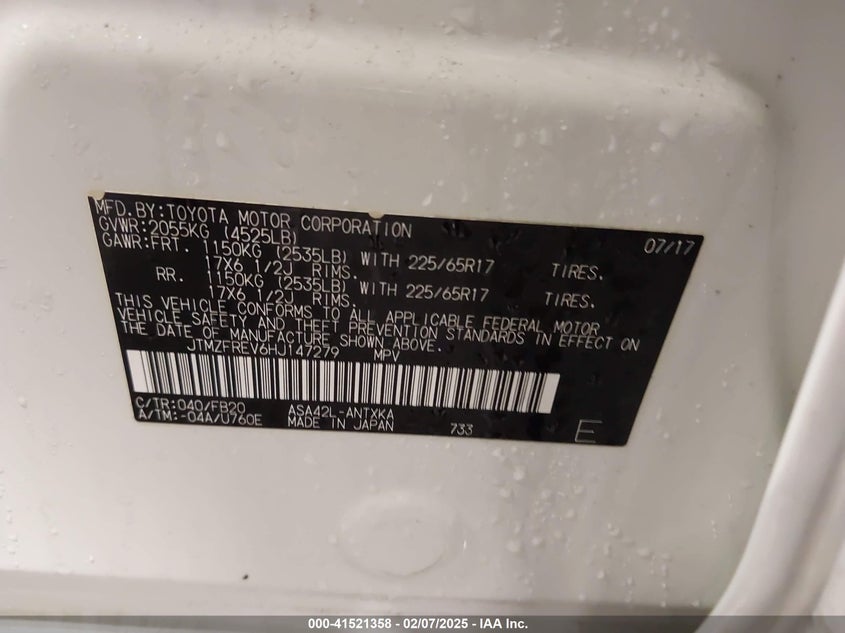 MFD.BY:TOYOTA MOTOR CORPORATION 07/17
GVWR:2055KG (4525LB)
GAWR:FRT. 1150KG (2535LB) WITH 225/65R17 TIRES.
17X6 1/2J RIMS.
RR. 1150KG (2535LB) WITH 225/65R17 TIRES.
17X6 1/2J RIMS.
THIS VEHICLE CONFORMS TO ALL APPLICABLE FEDERAL MOTOR
VEHICLE SAFETY AND THEFT PREVENTION STANDARDS IN EFFECT ON
THE DATE OF MANUFACTURE SHOWN ABOVE.
JTMZFREV6HJ147279 MPV
C/TR:040/FB20 ASA42L-ANTXKA
A/TM:-04A/U760E MADE IN JAPAN 733 E
000-41521358 - 02/07/2025 - IAA Inc.